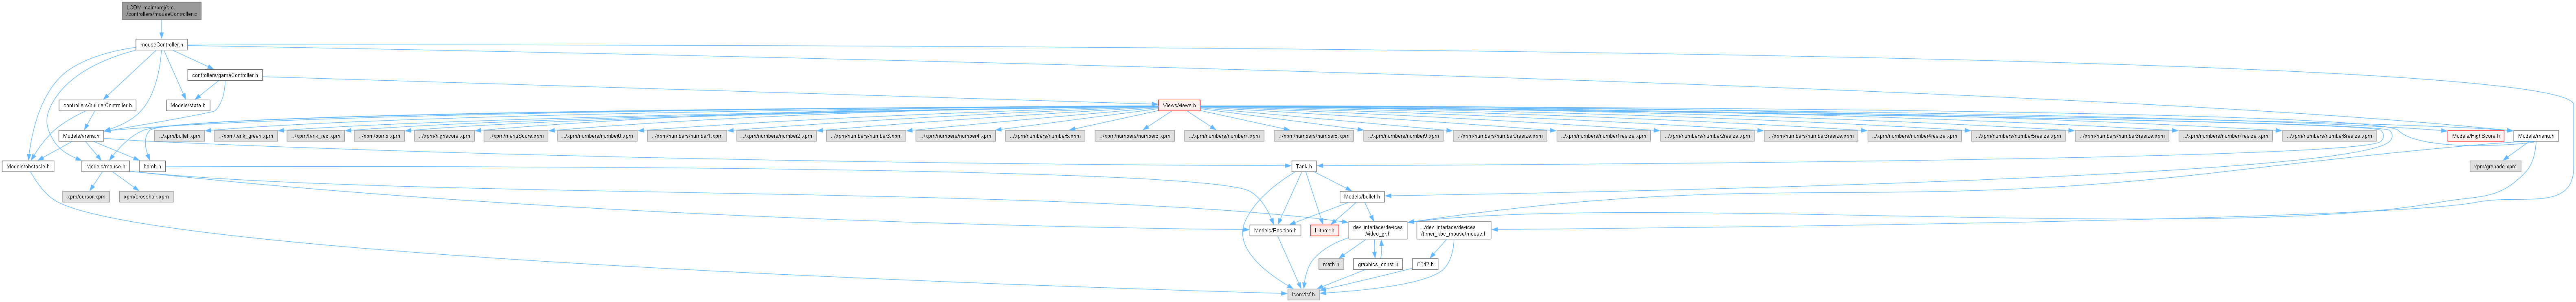 LCOM-main/proj/src
/controllers/mouseController.c
mouseController.h
controllers/gameController.h
controllers/builderController.h
Models/state.h
Views/views.h
Models/arena.h
../xpm/bullet.xpm
../xpm/tank_green.xpm
../xpm/tank_red.xpm
../xpm/bomb.xpm
../xpm/highscore.xpm
../xpm/menuScore.xpm
../xpm/numbers/number0.xpm
../xpm/numbers/number1.xpm
../xpm/numbers/number2.xpm
../xpm/numbers/number3.xpm
../xpm/numbers/number4.xpm
../xpm/numbers/number5.xpm
../xpm/numbers/number6.xpm
../xpm/numbers/number7.xpm
../xpm/numbers/number8.xpm
../xpm/numbers/number9.xpm
../xpm/numbers/number0resize.xpm
../xpm/numbers/number1resize.xpm
../xpm/numbers/number2resize.xpm
../xpm/numbers/number3resize.xpm
../xpm/numbers/number4resize.xpm
../xpm/numbers/number5resize.xpm
../xpm/numbers/number6resize.xpm
../xpm/numbers/number7resize.xpm
../xpm/numbers/number8resize.xpm
Models/HighScore.h
Models/menu.h
Models/obstacle.h
Models/mouse.h
bomb.h
Tank.h
xpm/grenade.xpm
xpm/cursor.xpm
xpm/crosshair.xpm
Models/bullet.h
Models/Position.h
Hitbox.h
dev_interface/devices
/video_gr.h
../dev_interface/devices
/timer_kbc_mouse/mouse.h
math.h
graphics_const.h
i8042.h
lcom/lcf.h